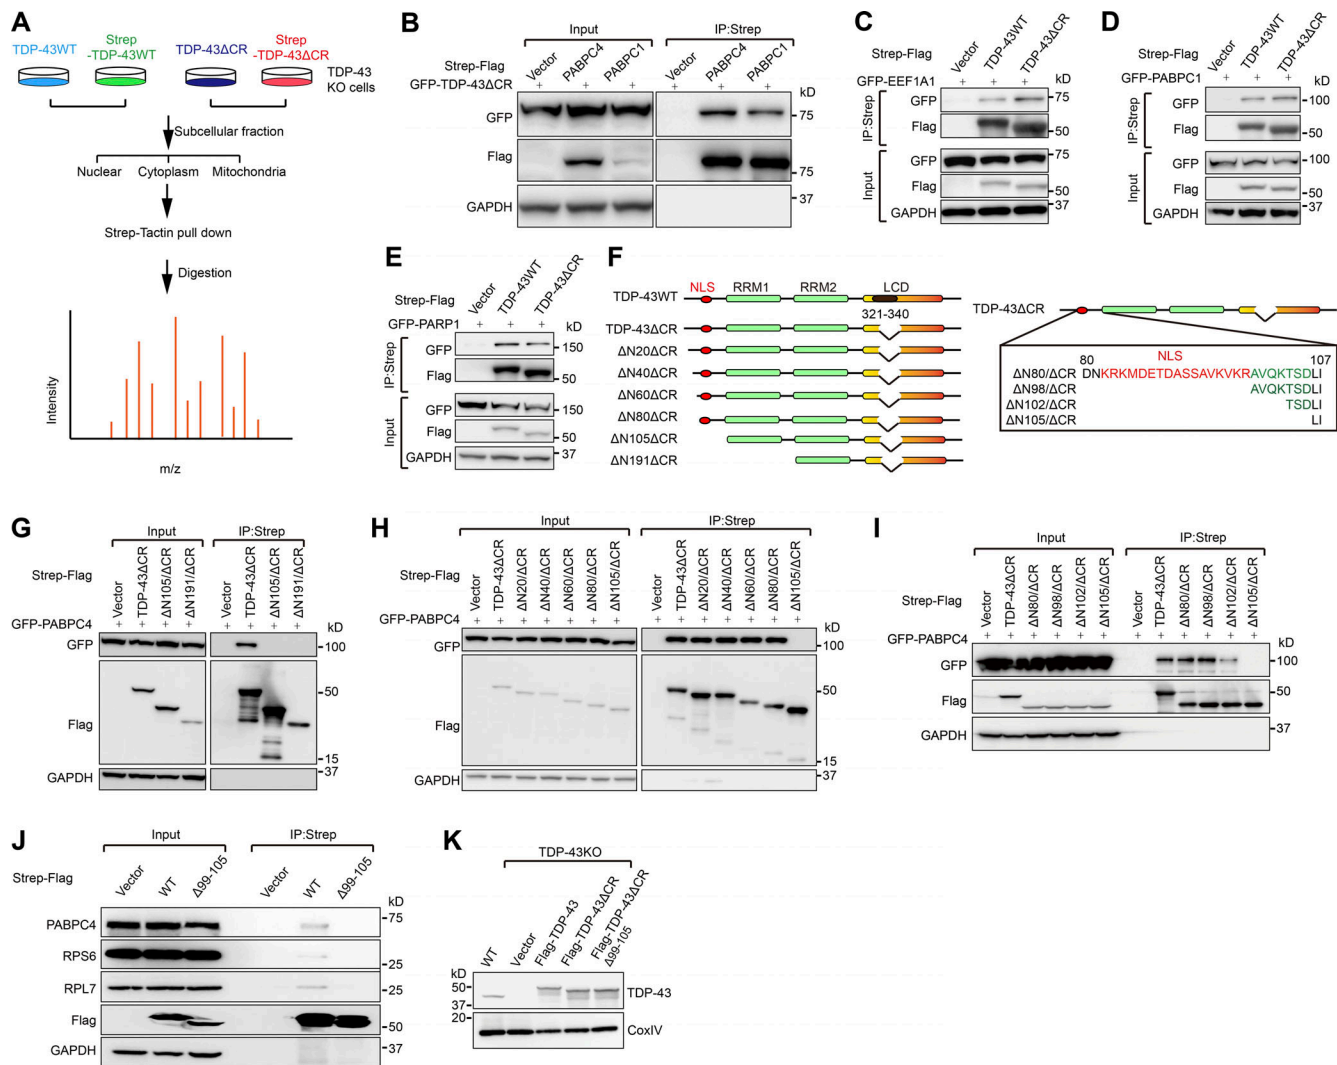 A
TDP-43WT
Strep
-TDP-43WT
TDP-43ΔCR
Strep
-TDP-43ΔCR
TDP-43
KO cells
Subcellular fraction
Nuclear Cytoplasm Mitochondria
Strep-Tactin pull down
Digestion
Intensity
m/z
B
Input IP:Strep
Strep-Flag Vector PABPC4 PABPC1 Vector PABPC4 PABPC1
GFP-TDP-43ΔCR + + + + + + kD
GFP 75
Flag 75
GAPDH 37
C
Strep-Flag Vector TDP-43WT TDP-43ΔCR
GFP-EEF1A1 + + + kD
IP:Strep
GFP 75
Flag 50
Input
GFP 75
Flag 50
GAPDH 37
D
Strep-Flag Vector TDP-43WT TDP-43ΔCR
GFP-PABPC1 + + + kD
IP:Strep
GFP 100
Flag 50
Input
GFP 100
Flag 50
GAPDH 37
E
Strep-Flag Vector TDP-43WT TDP-43ΔCR
GFP-PARP1 + + + kD
IP:Strep
GFP 150
Flag 50
Input
GFP 150
Flag 50
GAPDH 37
F
NLS RRM1 RRM2 LCD
TDP-43WT
321-340
TDP-43ΔCR
ΔN20ΔCR
ΔN40ΔCR
ΔN60ΔCR
ΔN80ΔCR
ΔN105ΔCR
ΔN191ΔCR
TDP-43ΔCR
80 NLS 107
ΔN80/ΔCR DNKRKMDETDASSAVKVKRAVQKTSDLI
ΔN98/ΔCR AVQKTSDLI
ΔN102/ΔCR TSDLI
ΔN105/ΔCR LI
G
Input IP:Strep
Strep-Flag Vector TDP-43ΔCR ΔN105/ΔCR ΔN191/ΔCR Vector TDP-43ΔCR ΔN105/ΔCR ΔN191/ΔCR
GFP-PABPC4 + + + + + + + + kD
GFP 100
Flag 50
15
GAPDH 37
H
Input IP:Strep
Strep-Flag Vector TDP-43ΔCR ΔN20/ΔCR ΔN40/ΔCR ΔN60/ΔCR ΔN80/ΔCR ΔN105/ΔCR Vector TDP-43ΔCR ΔN20/ΔCR ΔN40/ΔCR ΔN60/ΔCR ΔN80/ΔCR ΔN105/ΔCR
GFP-PABPC4 + + + + + + + + + + + + + + kD
GFP 100
Flag 50
15
GAPDH 37
I
Input IP:Strep
Strep-Flag Vector TDP-43ΔCR ΔN80/ΔCR ΔN98/ΔCR ΔN102/ΔCR ΔN105/ΔCR Vector TDP-43ΔCR ΔN80/ΔCR ΔN98/ΔCR ΔN102/ΔCR ΔN105/ΔCR
GFP-PABPC4 + + + + + + + + + + + + kD
GFP 100
Flag 50
GAPDH 37
J
Input IP:Strep
Strep-Flag Vector WT Δ99-105 Vector WT Δ99-105
kD
PABPC4 75
RPS6 25
RPL7 25
Flag 50
GAPDH 37
K
TDP-43KO
WT Vector Flag-TDP-43 Flag-TDP-43ΔCR Flag-TDP-43ΔCR Δ99-105
kD
50
37 TDP-43
20
CoxIV